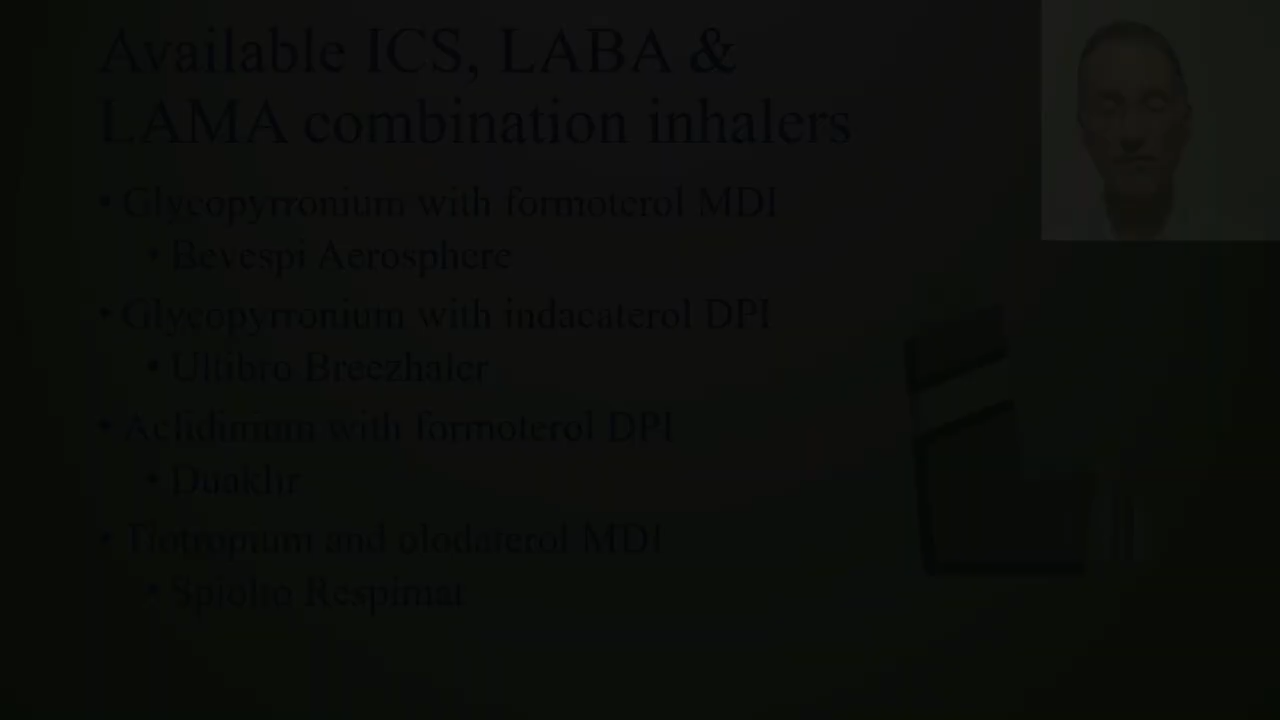 Available ICS, LABA &
LAMA combination inhalers
• Glycopyrronium with formoterol MDI
• Bevespi Aerosphere
• Glycopyrronium with indacaterol DPI
• Ultibro Breezhaler
• Aclidinium with formoterol DPI
• Duaklir
• Tiotropium and olodaterol MDI
• Spiolto Respimat